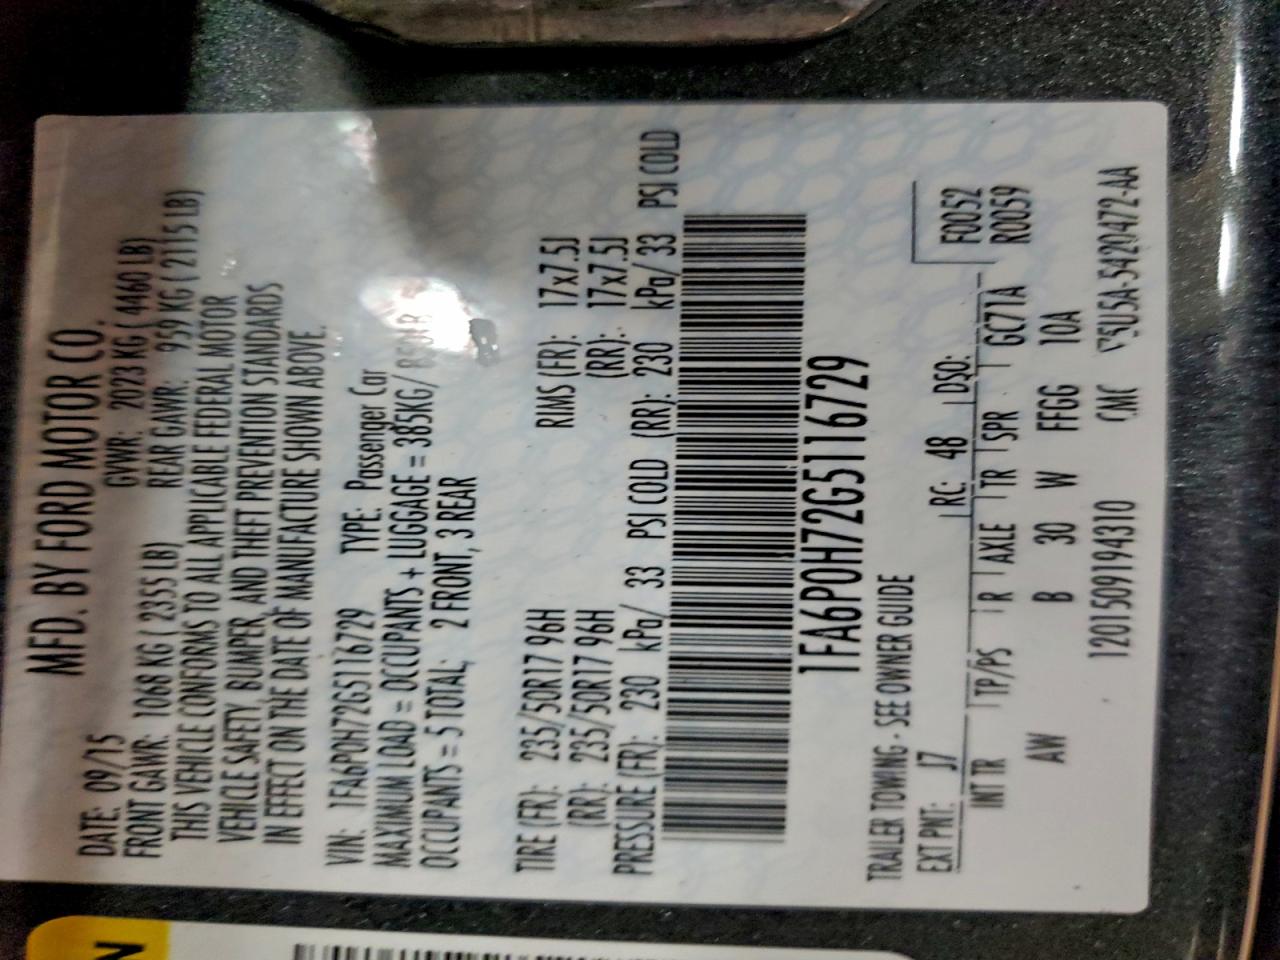 MFD. BY FORD MOTOR CO.
DATE: 09/15 GVWR: 2023 KG ( 4460 LB)
FRONT GAWR: 1068 KG ( 2355 LB) REAR GAWR: 959 KG ( 2115 LB)
THIS VEHICLE CONFORMS TO ALL APPLICABLE FEDERAL MOTOR
VEHICLE SAFETY, BUMPER, AND THEFT PREVENTION STANDARDS
IN EFFECT ON THE DATE OF MANUFACTURE SHOWN ABOVE.
VIN: 1FA6P0H72G5116729 TYPE: Passenger Car
MAXIMUM LOAD = OCCUPANTS + LUGGAGE = 385KG/
OCCUPANTS = 5 TOTAL; 2 FRONT, 3 REAR
TIRE (FR): 235/50R17 96H RIMS (FR): 17x7.5J
(RR): 235/50R17 96H (RR): 17x7.5J
PRESSURE (FR): 230 kPa/ 33 PSI COLD (RR): 230 kPa/ 33 PSI COLD
1FA6P0H72G5116729
TRAILER TOWING - SEE OWNER GUIDE
EXT PNT: J7 RC: 48 DSO: F0052
INT TR TP/PS R AXLE TR SPR GC71A R0059
AW B 30 W FFGG 10A
120150919431​0 5U5A-5420472-AA
N